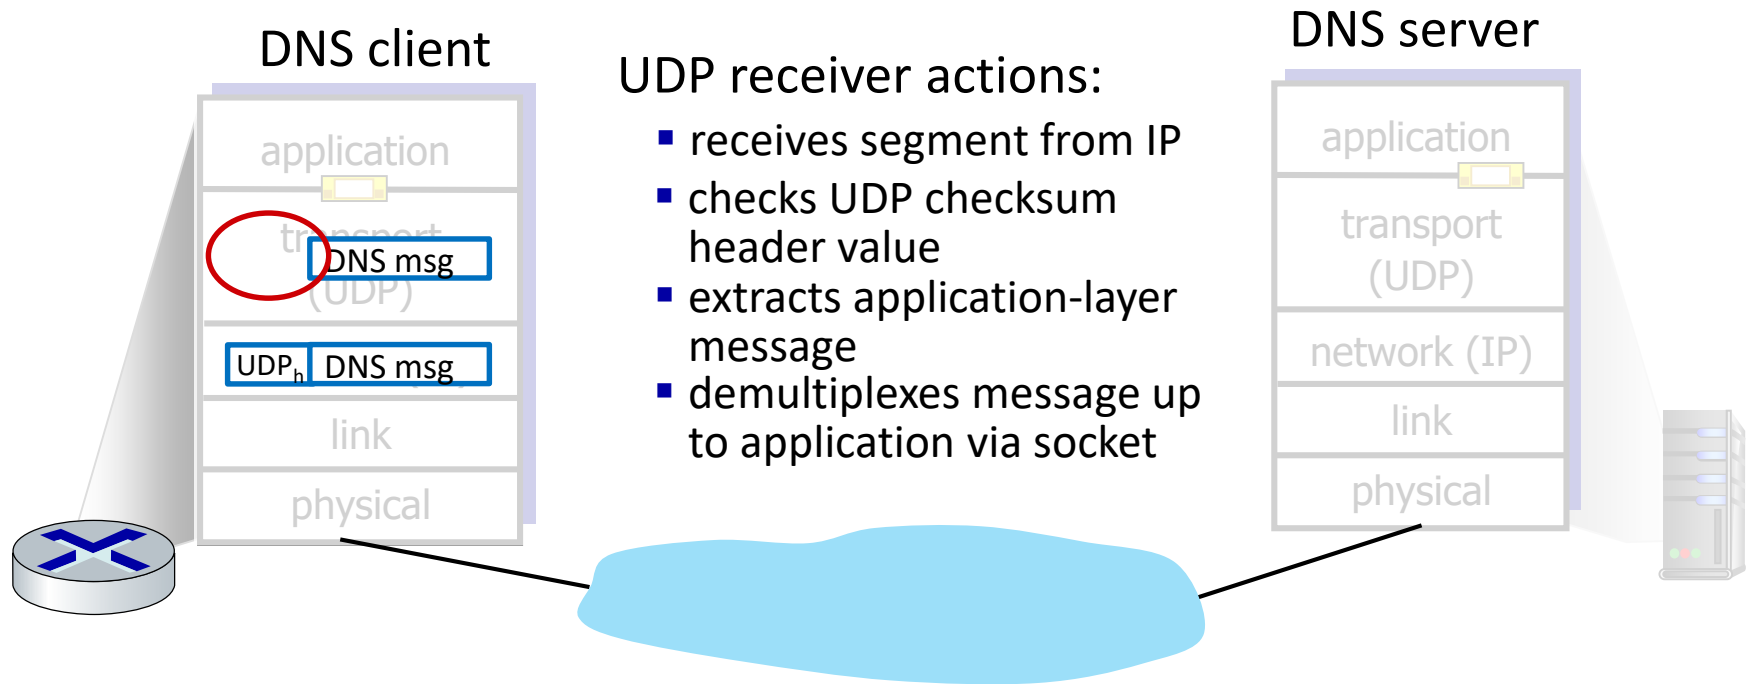 DNS client
DNS server
UDP receiver actions:
receives segment from IP
checks UDP checksum
header value
extracts application-layer
message
demultiplexes message up
to application via socket
application
transport
DNS msg
(UDP)
UDPh DNS msg
link
physical
application
transport
(UDP)
network (IP)
link
physical